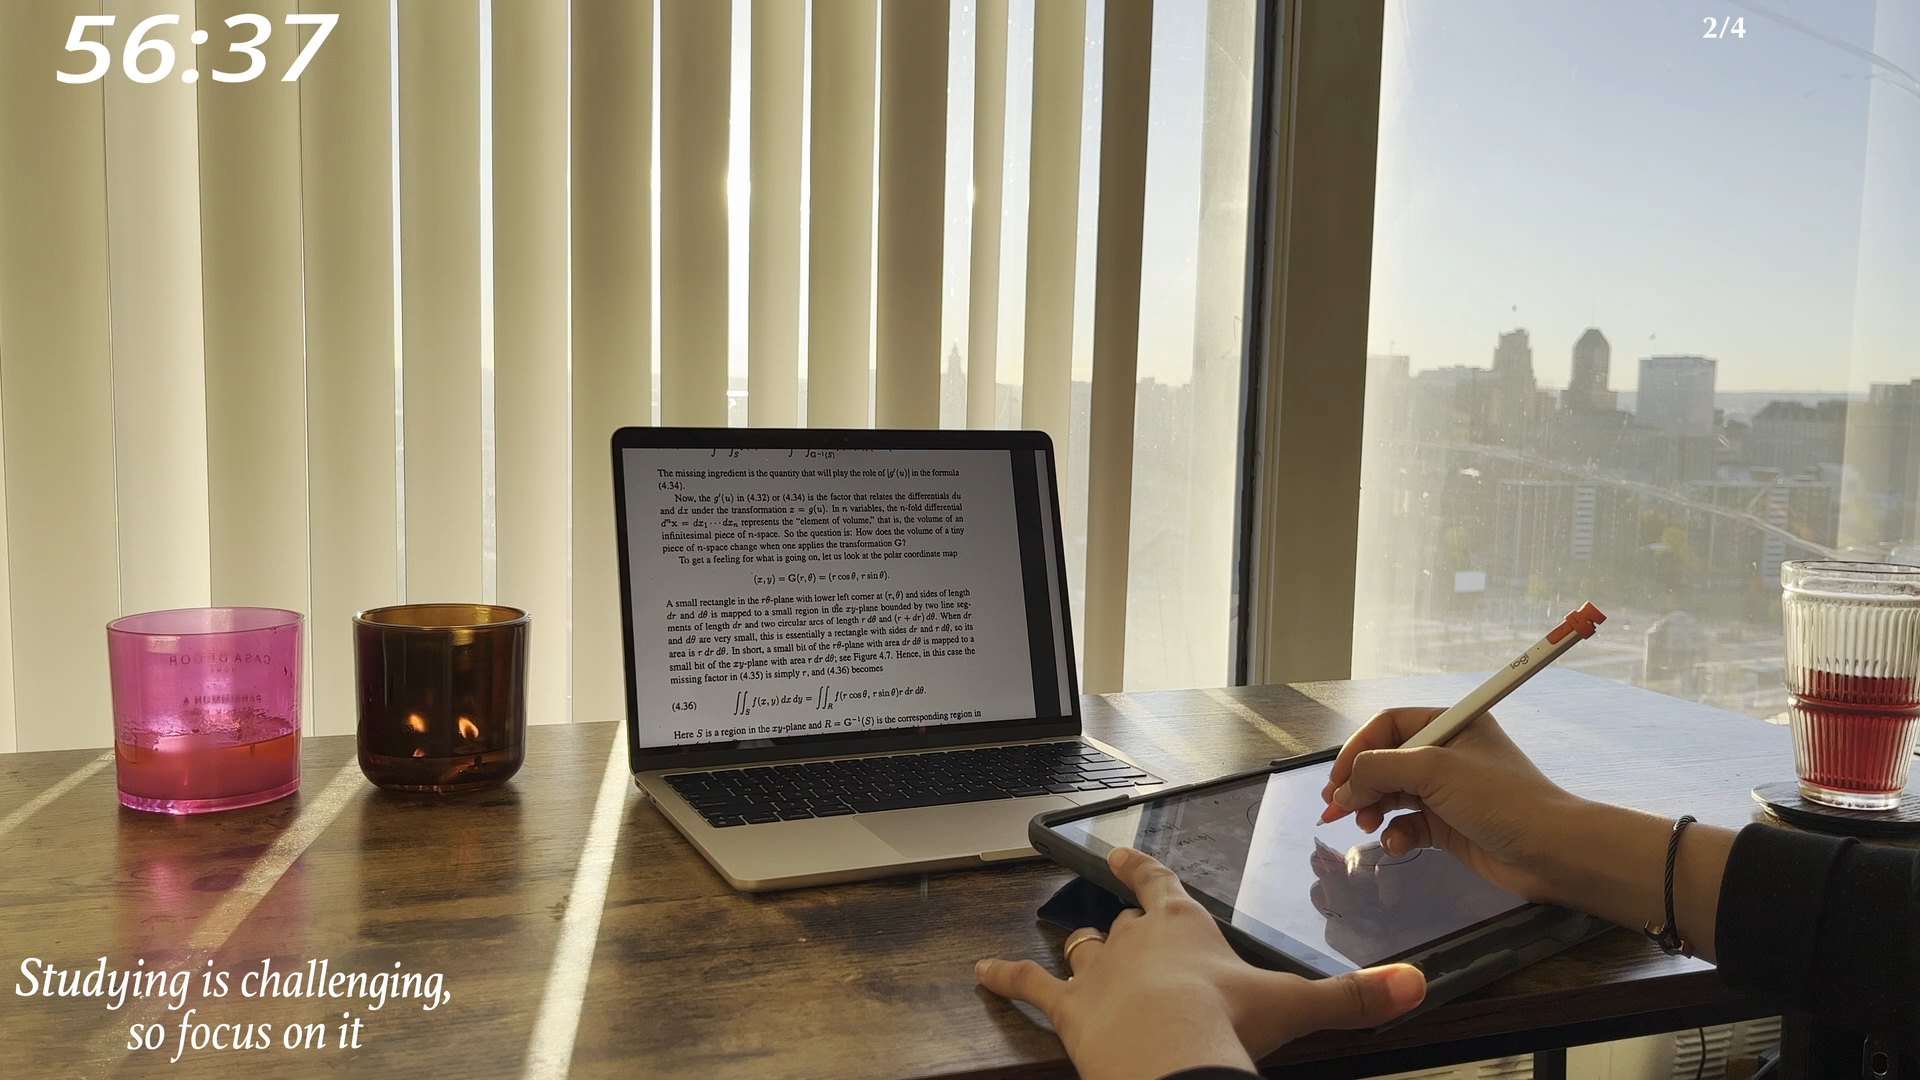 56:37
2/4
The missing ingredient is the quantity that will play the role of |g′(u)| in the formula
(4.34).
Now, the g′(u) in (4.32) or (4.34) is the factor that relates the differentials du
and dx under the transformation x = g(u). In n variables, the n-fold differential
dⁿx = dx₁ ⋯ dxₙ represents the “element of volume,” that is, the volume of an
infinitesimal piece of n-space. So the question is: How does the volume of a tiny
piece of n-space change when one applies the transformation G?
To get a feeling for what is going on, let us look at the polar coordinate map
(x, y) = G(r, θ) = (r cos θ, r sin θ).
A small rectangle in the rθ-plane with lower left corner at (r, θ) and sides of length
dr and dθ is mapped to a small region in the xy-plane bounded by two line seg-
ments of length dr and two circular arcs of length r dθ and (r + dr) dθ. When dr
and dθ are very small, this is essentially a rectangle with sides dr and r dθ, so its
area is r dr dθ. In short, a small bit of the rθ-plane with area dr dθ is mapped to a
small bit of the xy-plane with area r dr dθ; see Figure 4.7. Hence, in this case the
missing factor in (4.35) is simply r, and (4.36) becomes
(4.36) ∬_S f(x, y) dx dy = ∬_R f(r cos θ, r sin θ)r dr dθ.
Here S is a region in the xy-plane and R = G⁻¹(S) is the corresponding region in
CASA DECOR
logi
Studying is challenging,
so focus on it